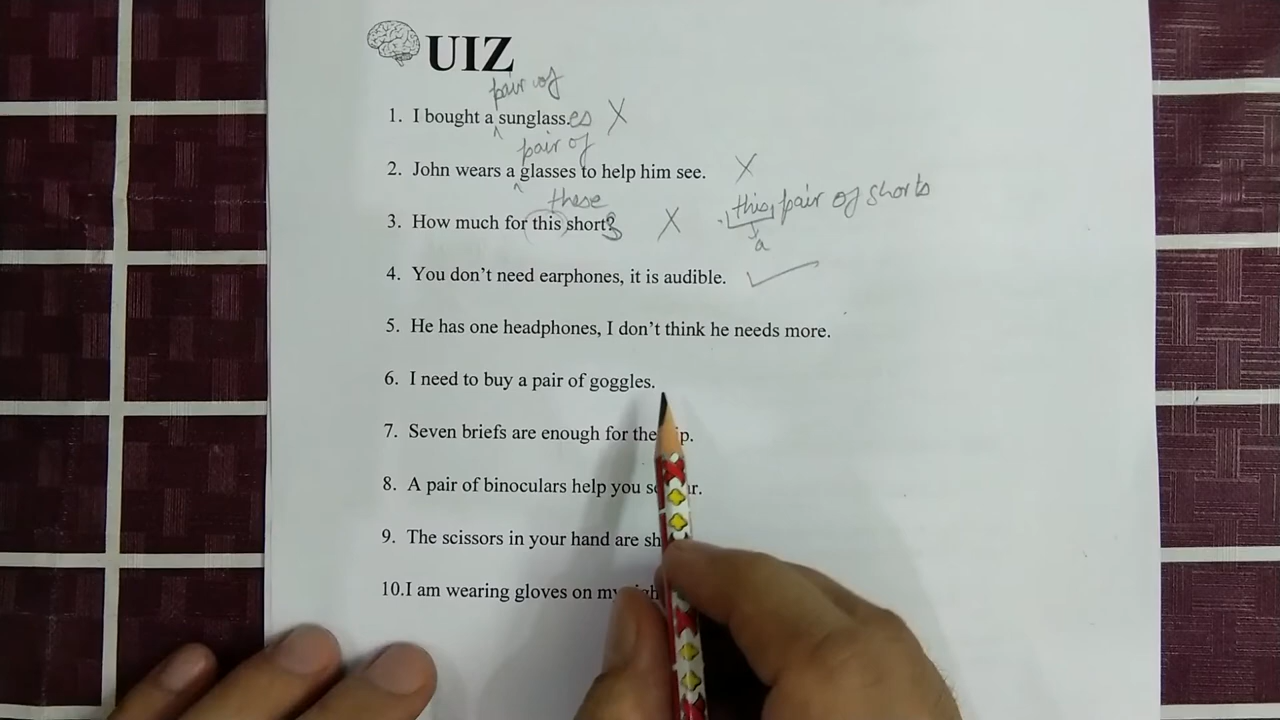 UIZ
pair of
1. I bought a sunglass.es X
pair of
2. John wears a glasses to help him see. X
these
this, pair of shorts
3. How much for this short?s X
a
4. You don't need earphones, it is audible. ✓
5. He has one headphones, I don't think he needs more.
6. I need to buy a pair of goggles.
7. Seven briefs are enough for the
8. A pair of binoculars help you
9. The scissors in your hand are
10.I am wearing gloves on